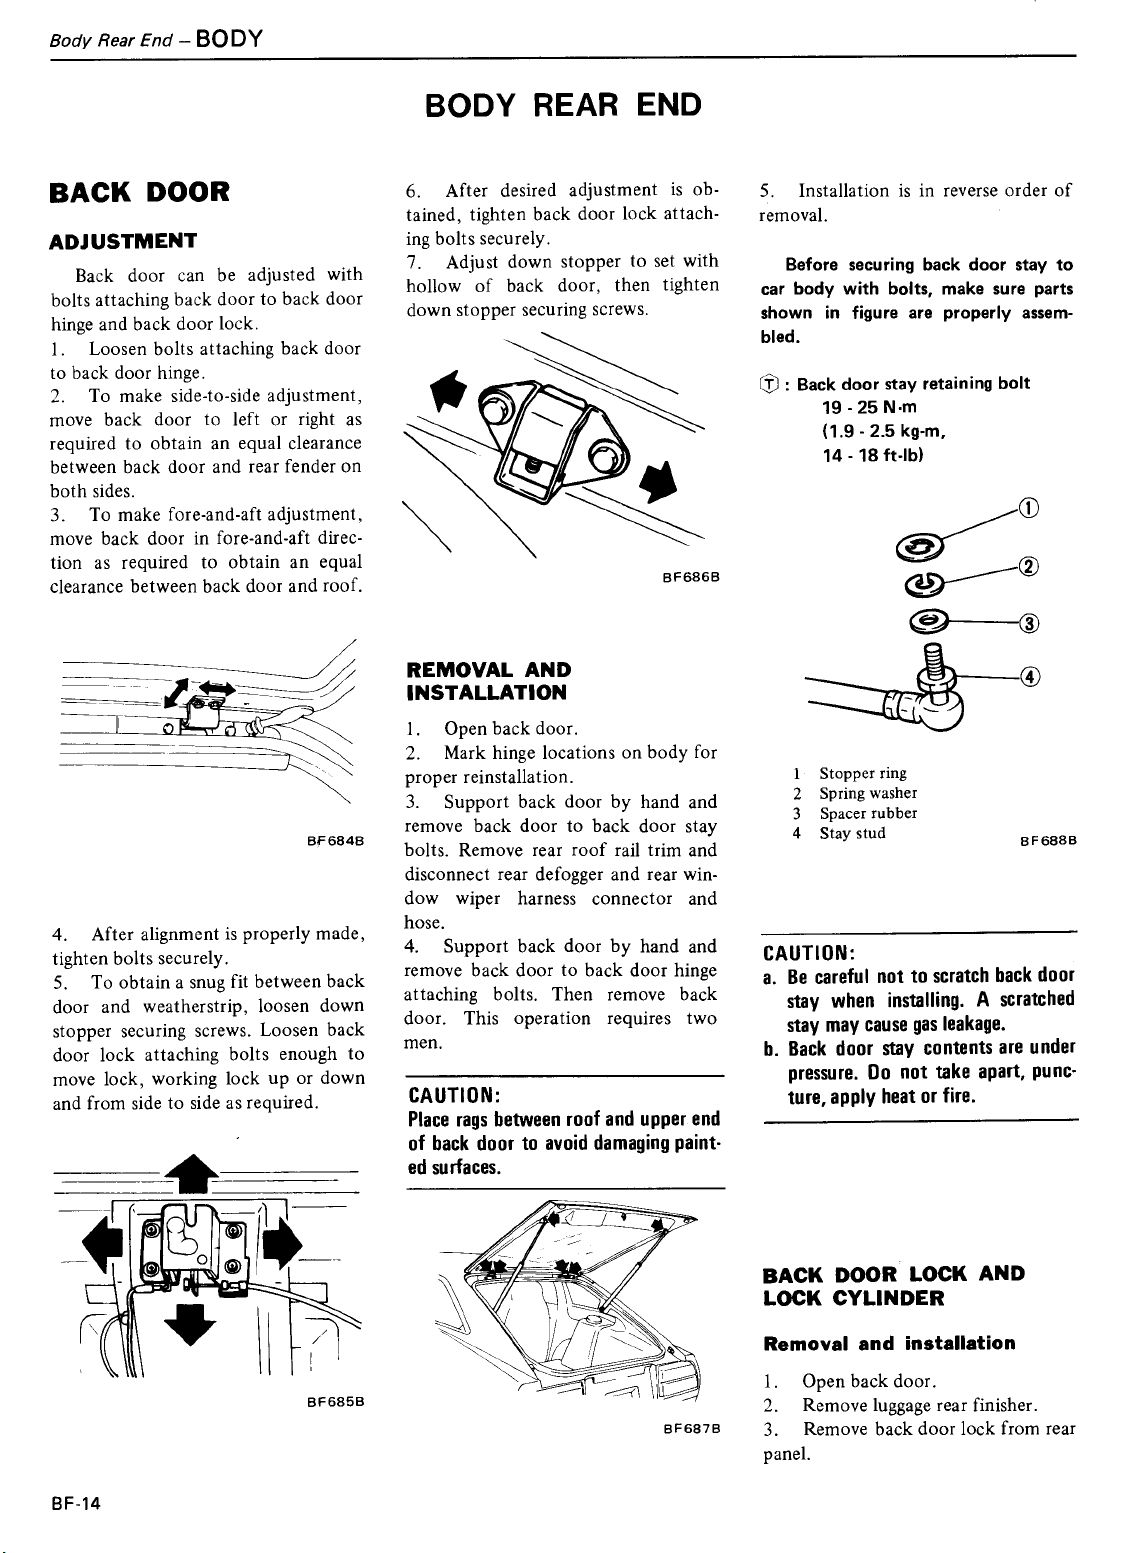 Body Rear End – BODY
BODY REAR END
BACK DOOR
ADJUSTMENT
Back door can be adjusted with
bolts attaching back door to back door
hinge and back door lock.
1. Loosen bolts attaching back door
to back door hinge.
2. To make side-to-side adjustment,
move back door to left or right as
required to obtain an equal clearance
between back door and rear fender on
both sides.
3. To make fore-and-aft adjustment,
move back door in fore-and-aft direc-
tion as required to obtain an equal
clearance between back door and roof.
BF684B
4. After alignment is properly made,
tighten bolts securely.
5. To obtain a snug fit between back
door and weatherstrip, loosen down
stopper securing screws. Loosen back
door lock attaching bolts enough to
move lock, working lock up or down
and from side to side as required.
BF685B
6. After desired adjustment is ob-
tained, tighten back door lock attach-
ing bolts securely.
7. Adjust down stopper to set with
hollow of back door, then tighten
down stopper securing screws.
BF686B
REMOVAL AND
INSTALLATION
1. Open back door.
2. Mark hinge locations on body for
proper reinstallation.
3. Support back door by hand and
remove back door to back door stay
bolts. Remove rear roof rail trim and
disconnect rear defogger and rear win-
dow wiper harness connector and
hose.
4. Support back door by hand and
remove back door to back door hinge
attaching bolts. Then remove back
door. This operation requires two
men.
CAUTION:
Place rags between roof and upper end
of back door to avoid damaging paint-
ed surfaces.
BF687B
5. Installation is in reverse order of
removal.
Before securing back door stay to
car body with bolts, make sure parts
shown in figure are properly assem-
bled.
Ⓣ : Back door stay retaining bolt
19 - 25 N·m
(1.9 - 2.5 kg-m,
14 - 18 ft-lb)
①
②
③
④
1 Stopper ring
2 Spring washer
3 Spacer rubber
4 Stay stud
BF688B
CAUTION:
a. Be careful not to scratch back door
stay when installing. A scratched
stay may cause gas leakage.
b. Back door stay contents are under
pressure. Do not take apart, punc-
ture, apply heat or fire.
BACK DOOR LOCK AND
LOCK CYLINDER
Removal and installation
1. Open back door.
2. Remove luggage rear finisher.
3. Remove back door lock from rear
panel.
BF-14